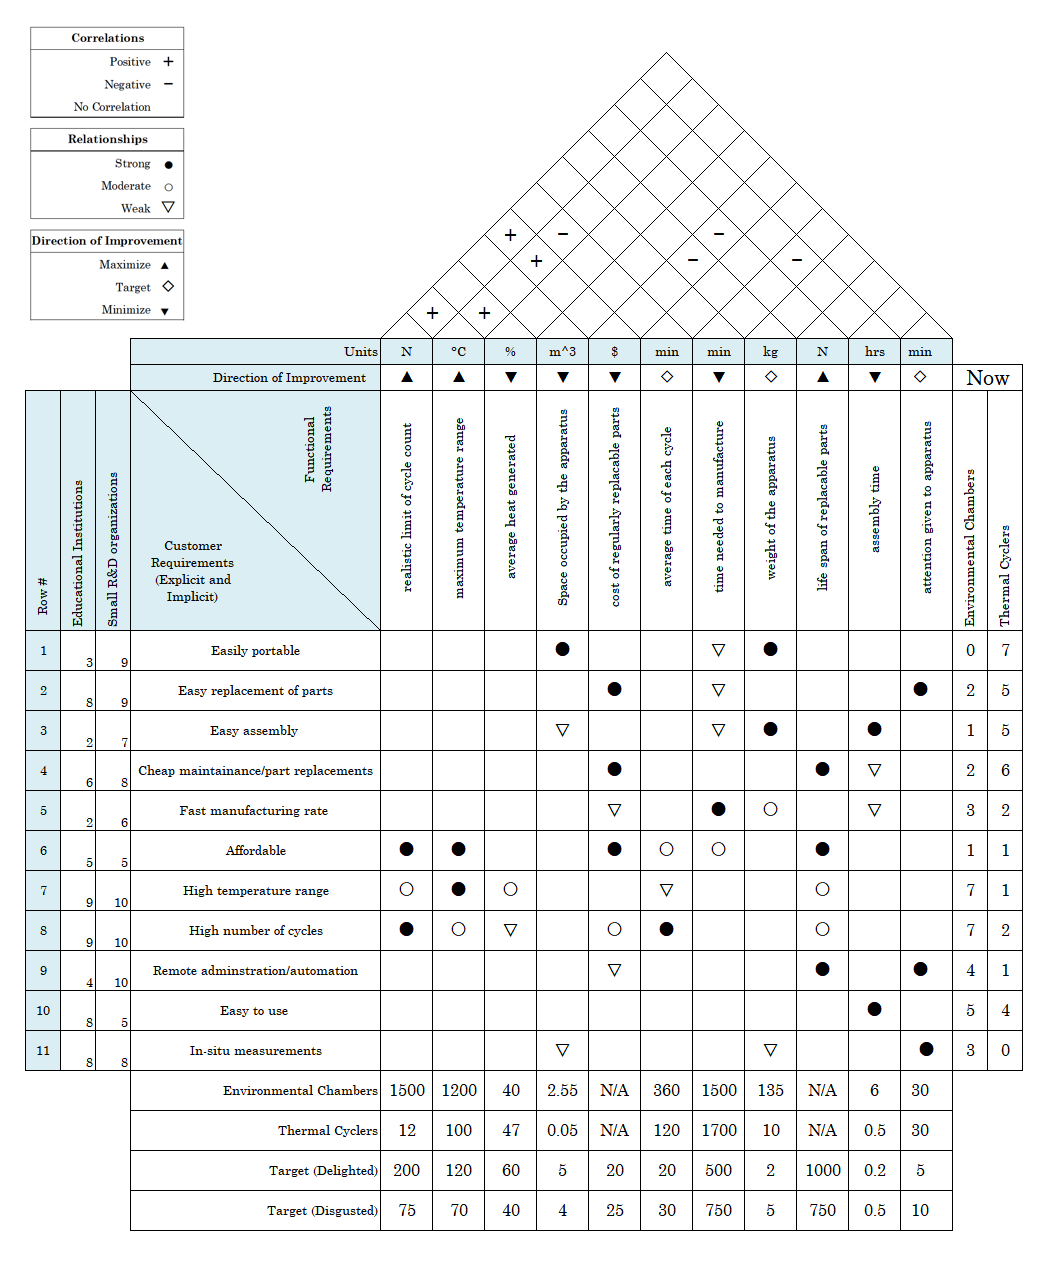 Correlations
Positive +
Negative −
No Correlation
Relationships
Strong ●
Moderate ○
Weak ▽
Direction of Improvement
Maximize ▲
Target ◇
Minimize ▼
+ − −
+ − −
+ +
Units N °C % m^3 $ min min kg N hrs min
Direction of Improvement ▲ ▲ ▼ ▼ ▼ ◇ ▼ ◇ ▲ ▼ ◇ Now
Row #
Educational Institutions
Small R&D organizations
Functional
Requirements
Customer
Requirements
(Explicit and
Implicit)
realistic limit of cycle count
maximum temperature range
average heat generated
Space occupied by the apparatus
cost of regularly replacable parts
average time of each cycle
time needed to manufacture
weight of the apparatus
life span of replacable parts
assembly time
attention given to apparatus
Environmental Chambers
Thermal Cyclers
1 3 9 Easily portable ● ▽ ● 0 7
2 8 9 Easy replacement of parts ● ▽ ● 2 5
3 2 7 Easy assembly ▽ ▽ ● ● 1 5
4 6 8 Cheap maintainance/part replacements ● ● ▽ 2 6
5 2 6 Fast manufacturing rate ▽ ● ○ ▽ 3 2
6 5 5 Affordable ● ● ● ○ ○ ● 1 1
7 9 10 High temperature range ○ ● ○ ▽ ○ 7 1
8 9 10 High number of cycles ● ○ ▽ ○ ● ○ 7 2
9 4 10 Remote adminstration/automation ▽ ● ● 4 1
10 8 5 Easy to use ● 5 4
11 8 8 In-situ measurements ▽ ▽ ● 3 0
Environmental Chambers 1500 1200 40 2.55 N/A 360 1500 135 N/A 6 30
Thermal Cyclers 12 100 47 0.05 N/A 120 1700 10 N/A 0.5 30
Target (Delighted) 200 120 60 5 20 20 500 2 1000 0.2 5
Target (Disgusted) 75 70 40 4 25 30 750 5 750 0.5 10